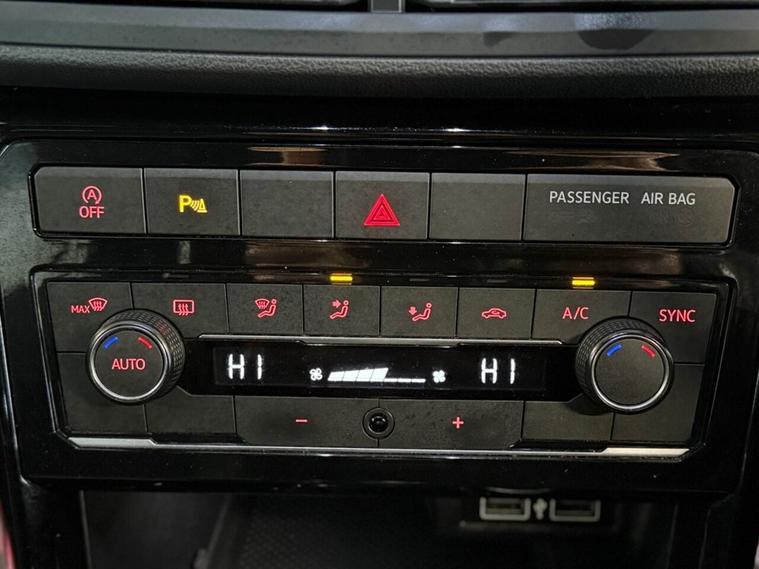 A
OFF
P
PASSENGER AIR BAG
MAX
A/C
SYNC
AUTO
HI HI
- +